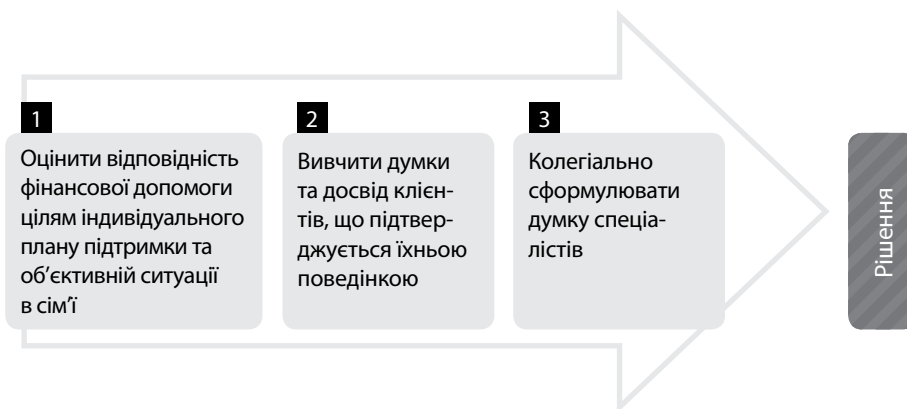 1
Оцінити відповідність
фінансової допомоги
цілям індивідуального
плану підтримки та
об’єктивній ситуації
в сім’ї
2
Вивчити думки
та досвід клієн-
тів, що підтвер-
джується їхньою
поведінкою
3
Колегіально
сформулювати
думку спеціа-
лістів
Рішення